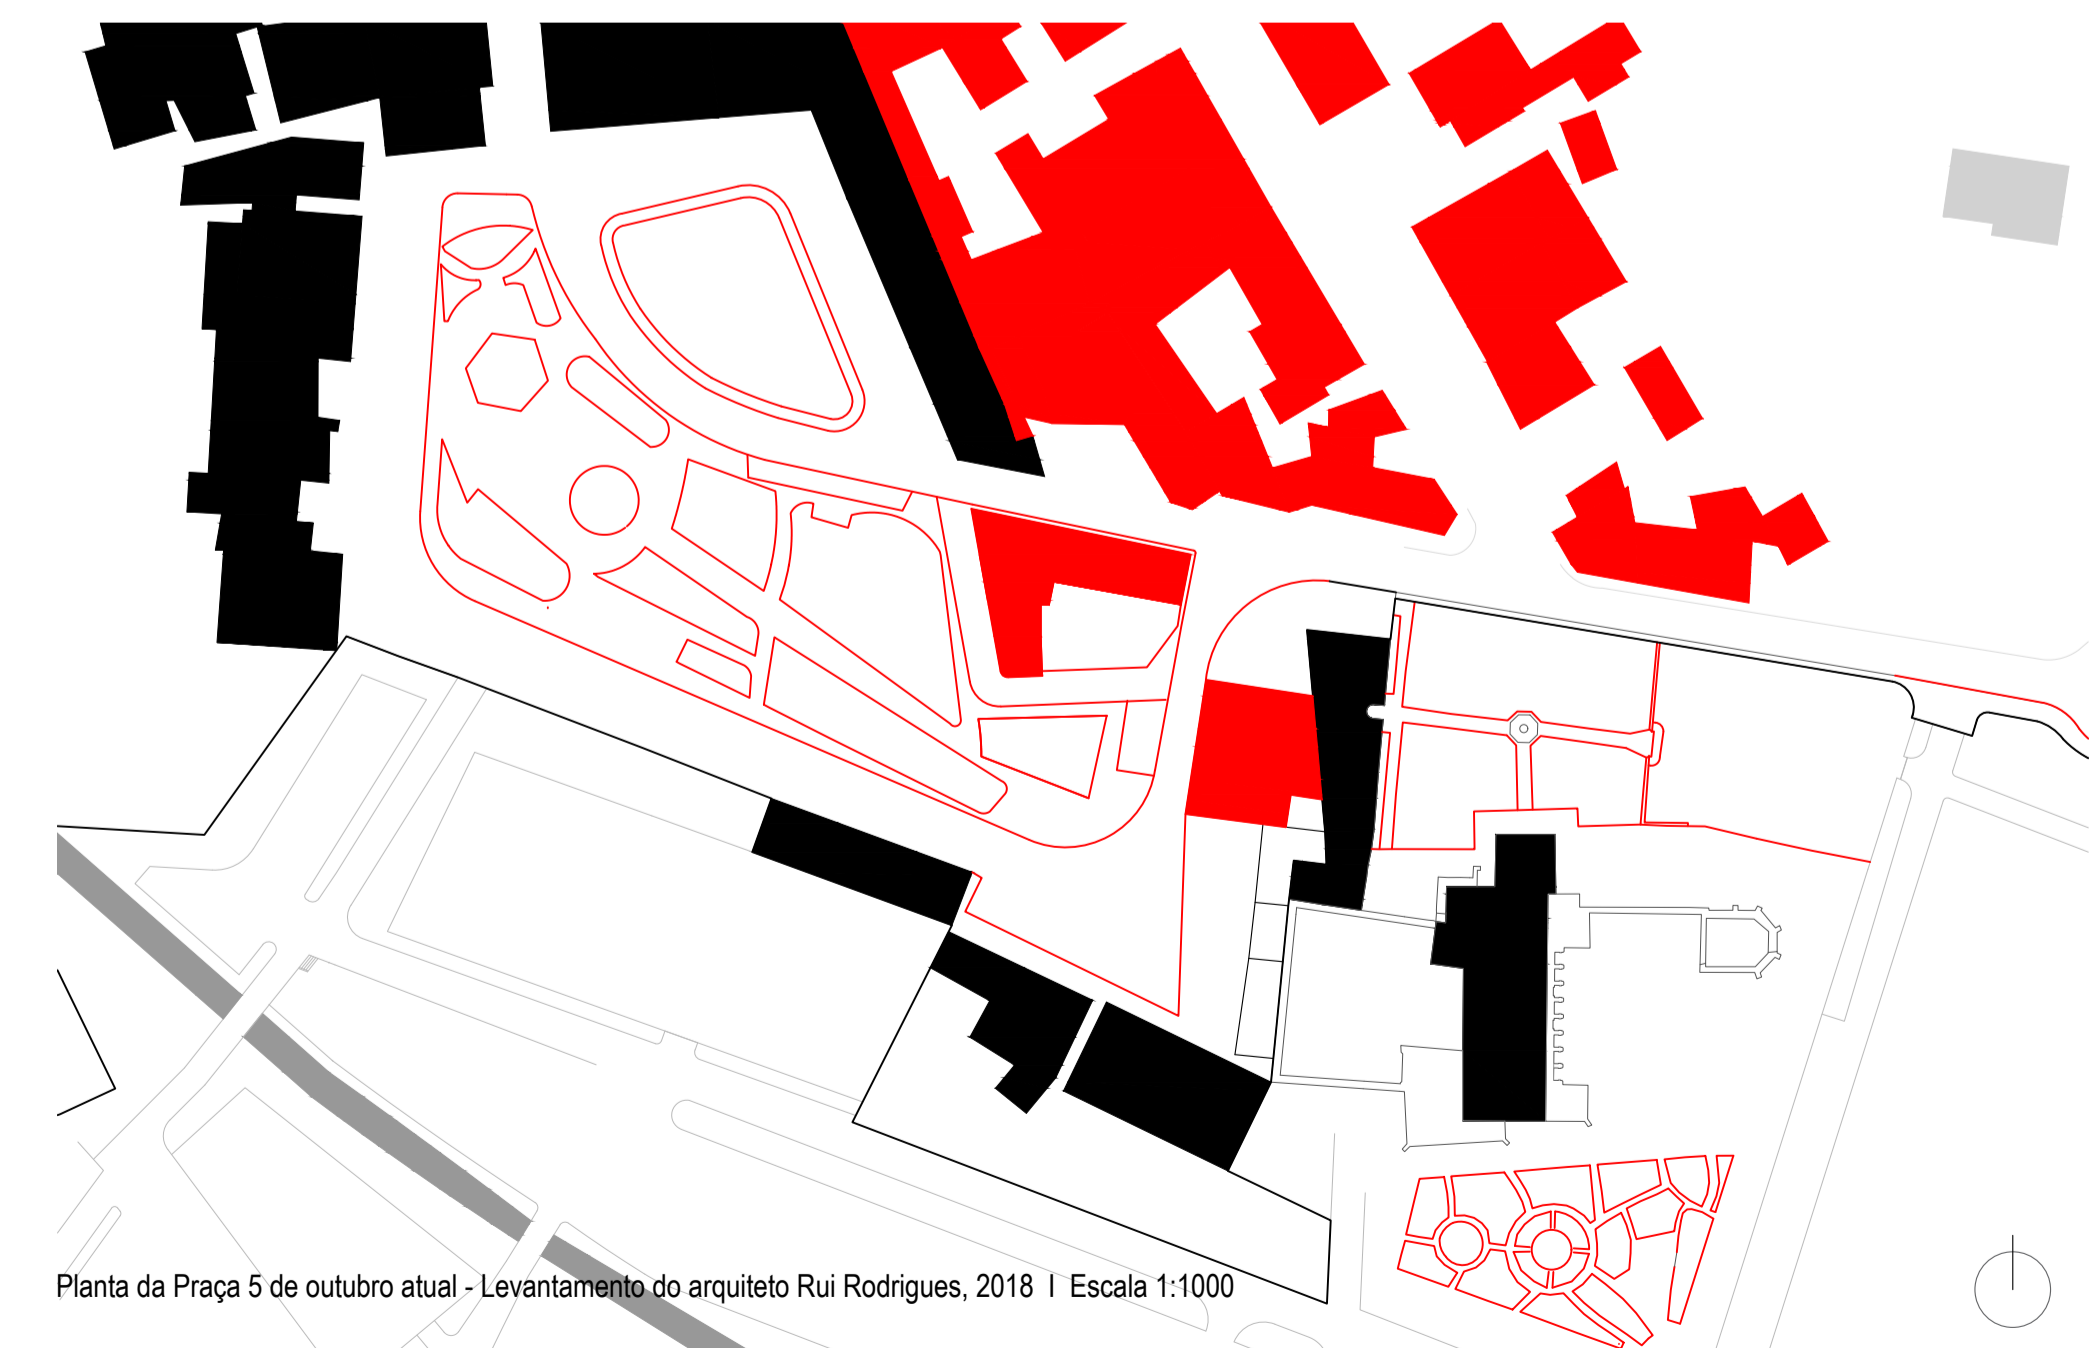 Planta da Praça 5 de outubro atual - Levantamento do arquiteto Rui Rodrigues, 2018 I Escala 1:1000